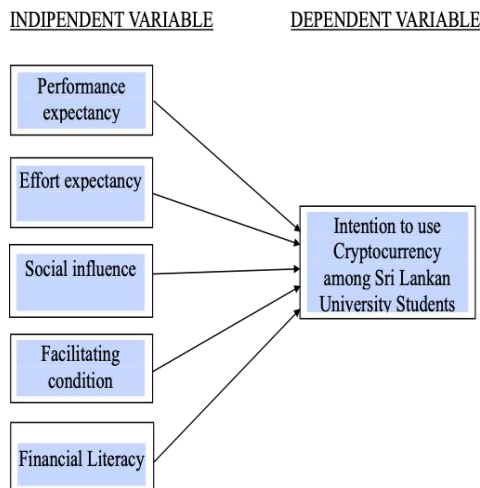 INDIPENDENT VARIABLE
DEPENDENT VARIABLE
Performance
expectancy
Effort expectancy
Social influence
Facilitating
condition
Financial Literacy
Intention to use
Cryptocurrency
among Sri Lankan
University Students